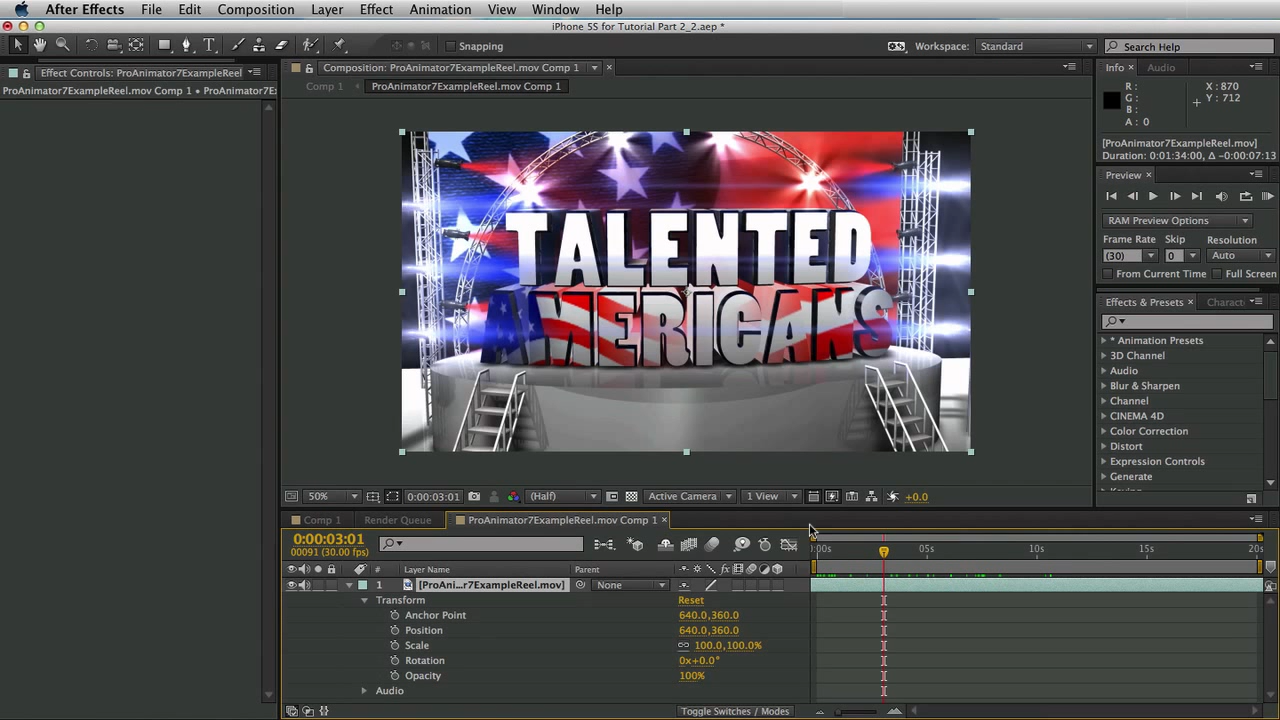 After Effects File Edit Composition Layer Effect Animation View Window Help
iPhone 5S for Tutorial Part 2_2.aep *
Snapping
Workspace: Standard
Search Help
Effect Controls: ProAnimator7ExampleReel
Composition: ProAnimator7ExampleReel.mov Comp 1
Info Audio
ProAnimator7ExampleReel.mov Comp 1 • ProAnimator7Ex
Comp 1 ProAnimator7ExampleReel.mov Comp 1
R: X: 870
G: Y: 712
B:
A: 0
[ProAnimator7ExampleReel.mov]
Duration: 0:01:34:00, Δ -0:00:07:13
Preview
RAM Preview Options
Frame Rate Skip Resolution
(30) 0 Auto
From Current Time Full Screen
Effects & Presets Charact
* Animation Presets
3D Channel
Audio
Blur & Sharpen
Channel
CINEMA 4D
Color Correction
Distort
Expression Controls
Generate
Keying
TALENTED
AMERICANS
50% 0:00:03:01 (Half) Active Camera 1 View +0.0
Comp 1 Render Queue ProAnimator7ExampleReel.mov Comp 1
0:00:03:01
00091 (30.00 fps)
:00s 05s 10s 15s 20s
# Layer Name Parent
1 [ProAni...r7ExampleReel.mov] None
Transform Reset
Anchor Point 640.0,360.0
Position 640.0,360.0
Scale 100.0,100.0%
Rotation 0x+0.0°
Opacity 100%
Audio
Toggle Switches / Modes